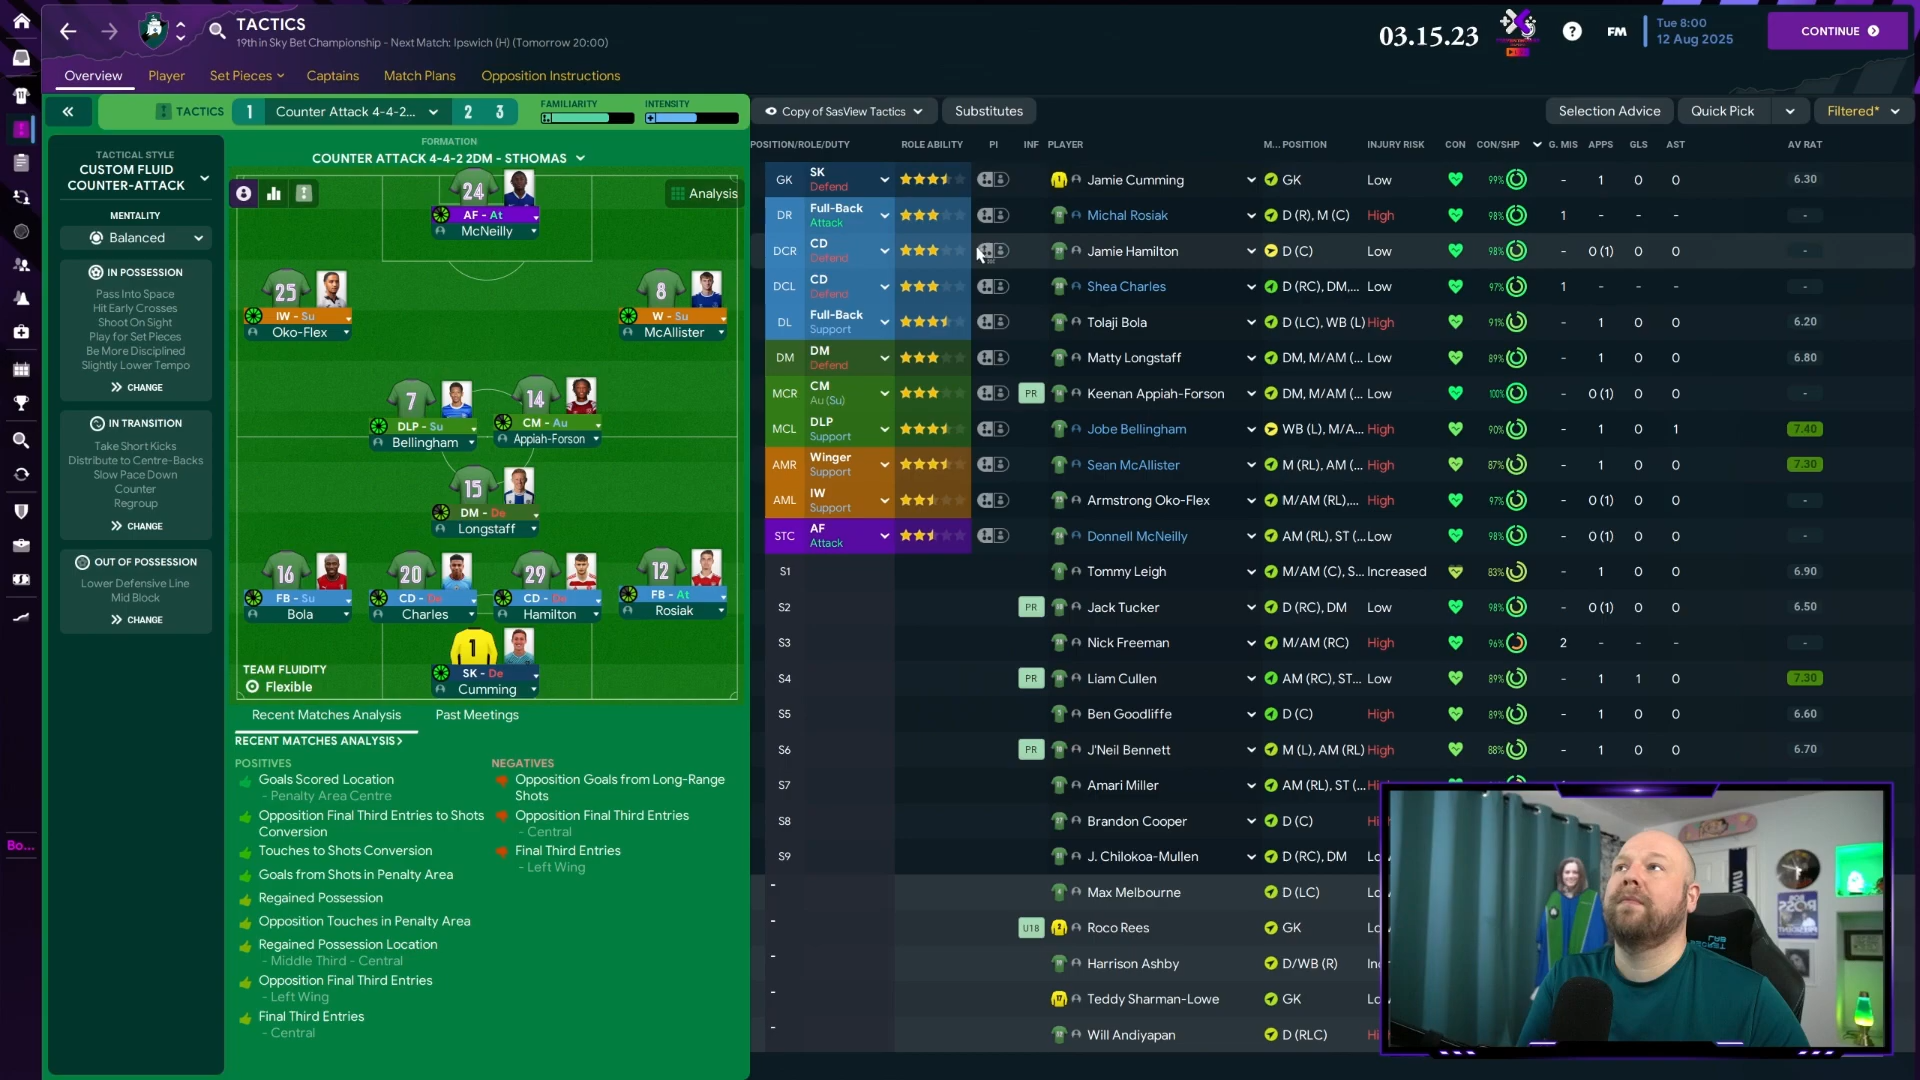 TACTICS
19th in Sky Bet Championship - Next Match: Ipswich (H) (Tomorrow 20:00)
03.15.23
FM
Tue 8:00
12 Aug 2025
CONTINUE
Overview
Player
Set Pieces
Captains
Match Plans
Opposition Instructions
TACTICS
1
Counter Attack 4-4-2...
2
3
FAMILIARITY
INTENSITY
Copy of SasView Tactics
Substitutes
Selection Advice
Quick Pick
Filtered*
TACTICAL STYLE
CUSTOM FLUID
COUNTER-ATTACK
MENTALITY
Balanced
IN POSSESSION
Pass Into Space
Hit Early Crosses
Shoot On Sight
Play for Set Pieces
Be More Disciplined
Slightly Lower Tempo
CHANGE
IN TRANSITION
Take Short Kicks
Distribute to Centre-Backs
Slow Pace Down
Counter
Regroup
CHANGE
OUT OF POSSESSION
Lower Defensive Line
Mid Block
CHANGE
FORMATION
COUNTER ATTACK 4-4-2 2DM - STHOMAS
Analysis
24
AF - At
McNeilly
25
IW - Su
Oko-Flex
8
W - Su
McAllister
7
DLP - Su
Bellingham
14
CM - Au
Appiah-Forson
15
DM - De
Longstaff
16
FB - Su
Bola
20
CD - De
Charles
29
CD - De
Hamilton
12
FB - At
Rosiak
1
SK - De
Cumming
TEAM FLUIDITY
Flexible
Recent Matches Analysis
Past Meetings
RECENT MATCHES ANALYSIS>
POSITIVES
Goals Scored Location
- Penalty Area Centre
Opposition Final Third Entries to Shots
Conversion
Touches to Shots Conversion
Goals from Shots in Penalty Area
Regained Possession
Opposition Touches in Penalty Area
Regained Possession Location
- Middle Third - Central
Opposition Final Third Entries
- Left Wing
Final Third Entries
- Central
NEGATIVES
Opposition Goals from Long-Range
Shots
Opposition Final Third Entries
- Central
Final Third Entries
- Left Wing
POSITION/ROLE/DUTY ROLE ABILITY PI INF PLAYER M... POSITION INJURY RISK CON CON/SHP G. MIS APPS GLS AST AV RAT
GK SK Defend Jamie Cumming GK Low 99% - 1 0 0 6.30
DR Full-Back Attack Michal Rosiak D (R), M (C) High 98% 1 - - - -
DCR CD Defend Jamie Hamilton D (C) Low 98% - 0 (1) 0 0 -
DCL CD Defend Shea Charles D (RC), DM,... Low 97% 1 - - - -
DL Full-Back Support Tolaji Bola D (LC), WB (L) High 91% - 1 0 0 6.20
DM DM Defend Matty Longstaff DM, M/AM (... Low 89% - 1 0 0 6.80
MCR CM Au (Su) PR Keenan Appiah-Forson DM, M/AM (... Low 100% - 0 (1) 0 0 -
MCL DLP Support Jobe Bellingham WB (L), M/A... High 90% - 1 0 1 7.40
AMR Winger Support Sean McAllister M (RL), AM (... High 87% - 1 0 0 7.30
AML IW Support Armstrong Oko-Flex M/AM (RL),... High 97% - 0 (1) 0 0 -
STC AF Attack Donnell McNeilly AM (RL), ST (... Low 98% - 0 (1) 0 0 -
S1 Tommy Leigh M/AM (C), S... Increased 83% - 1 0 0 6.90
S2 PR Jack Tucker D (RC), DM Low 98% - 0 (1) 0 0 6.50
S3 Nick Freeman M/AM (RC) High 96% 2 - - - -
S4 PR Liam Cullen AM (RC), ST... Low 89% - 1 1 0 7.30
S5 Ben Goodliffe D (C) High 89% - 1 0 0 6.60
S6 PR J'Neil Bennett M (L), AM (RL) High 88% - 1 0 0 6.70
S7 Amari Miller AM (RL), ST (...
S8 Brandon Cooper D (C)
S9 J. Chilokoa-Mullen D (RC), DM
- Max Melbourne D (LC)
- U18 Roco Rees GK
- Harrison Ashby D/WB (R)
- Teddy Sharman-Lowe GK
- Will Andiyapan D (RLC)
Bo...